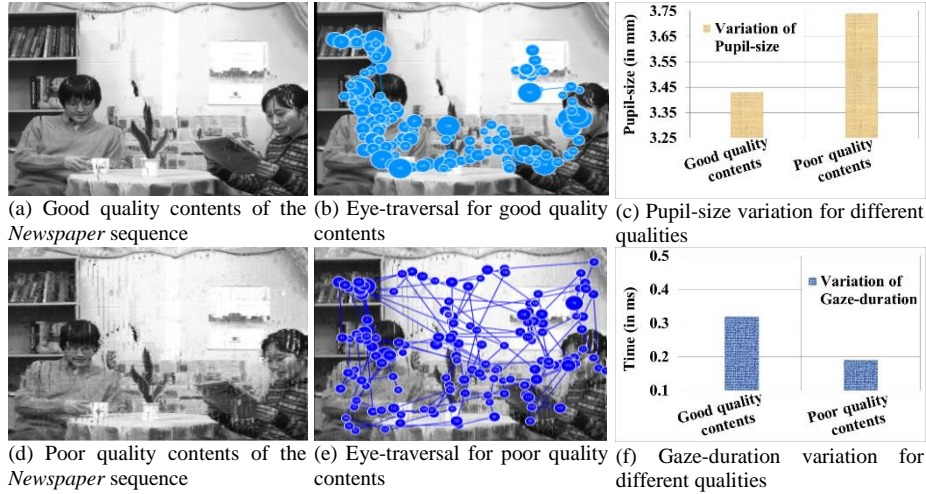 (a) Good quality contents of the
Newspaper sequence
(b) Eye-traversal for good quality
contents
3.75
3.65
3.55
3.45
3.35
3.25
Pupil-size (in mm)
Variation of
Pupil-size
Good quality
contents
Poor quality
contents
(c) Pupil-size variation for different
qualities
(d) Poor quality contents of the
Newspaper sequence
(e) Eye-traversal for poor quality
contents
0.5
0.4
0.3
0.2
0.1
Time (in ms)
Variation of
Gaze-duration
Good quality
contents
Poor quality
contents
(f) Gaze-duration variation for
different qualities